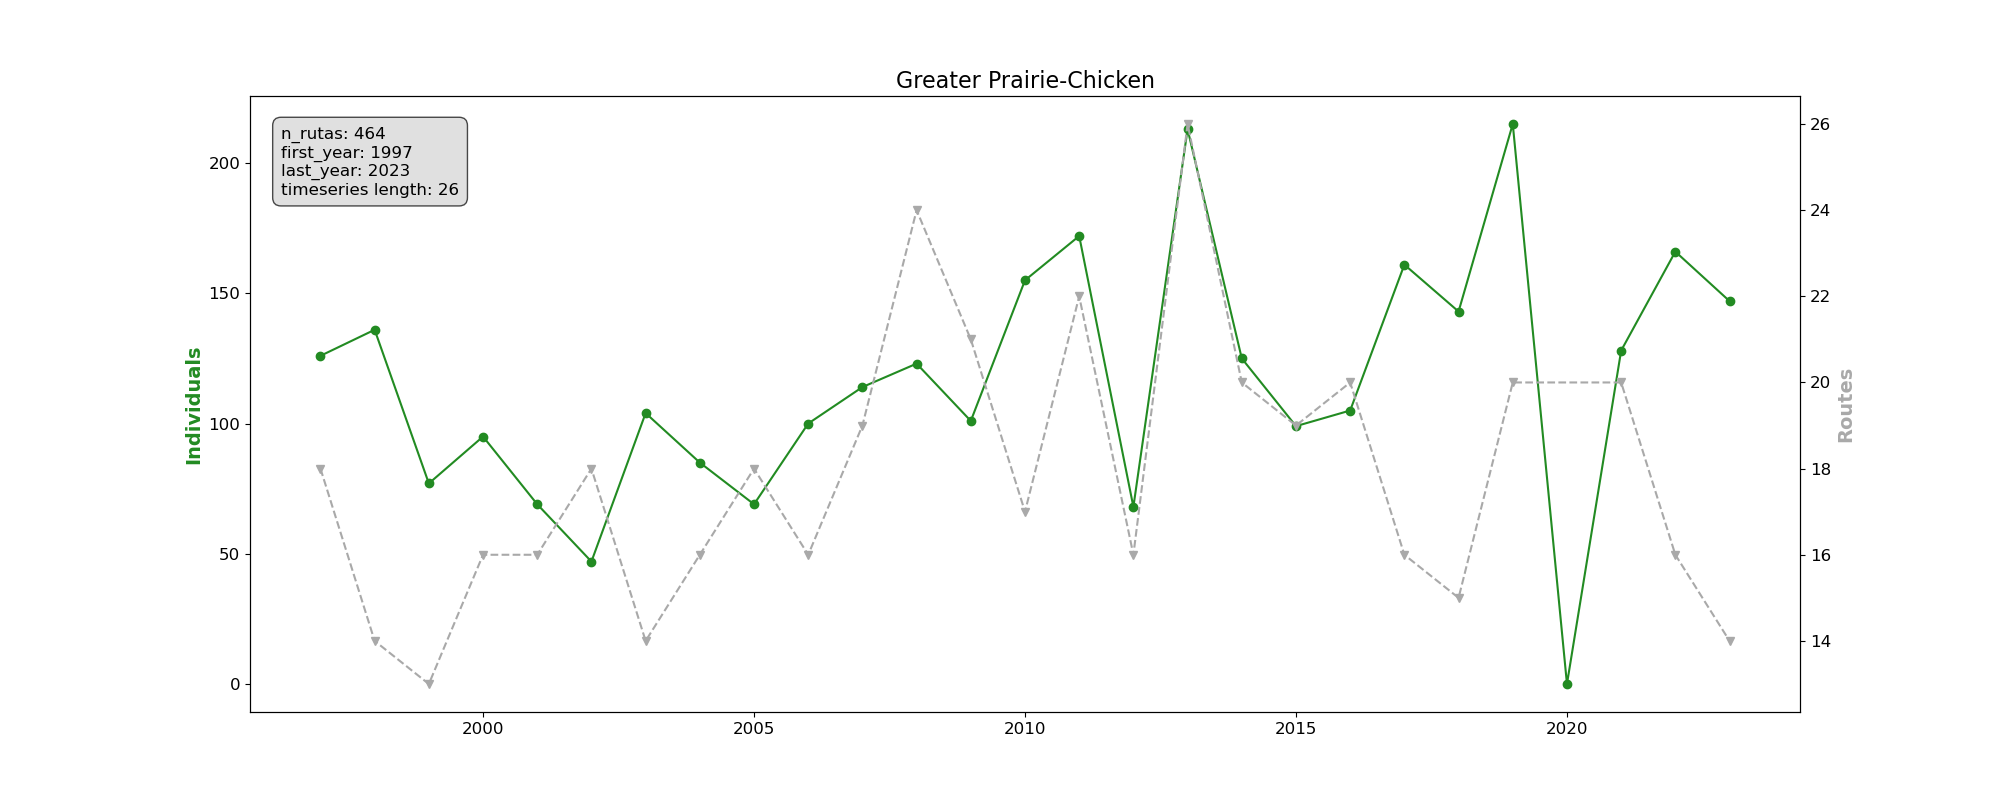 Greater Prairie-Chicken
n_rutas: 464
first_year: 1997
last_year: 2023
timeseries length: 26
200
150
100
50
0
Individuals
26
24
22
20
18
16
14
Routes
2000 2005 2010 2015 2020